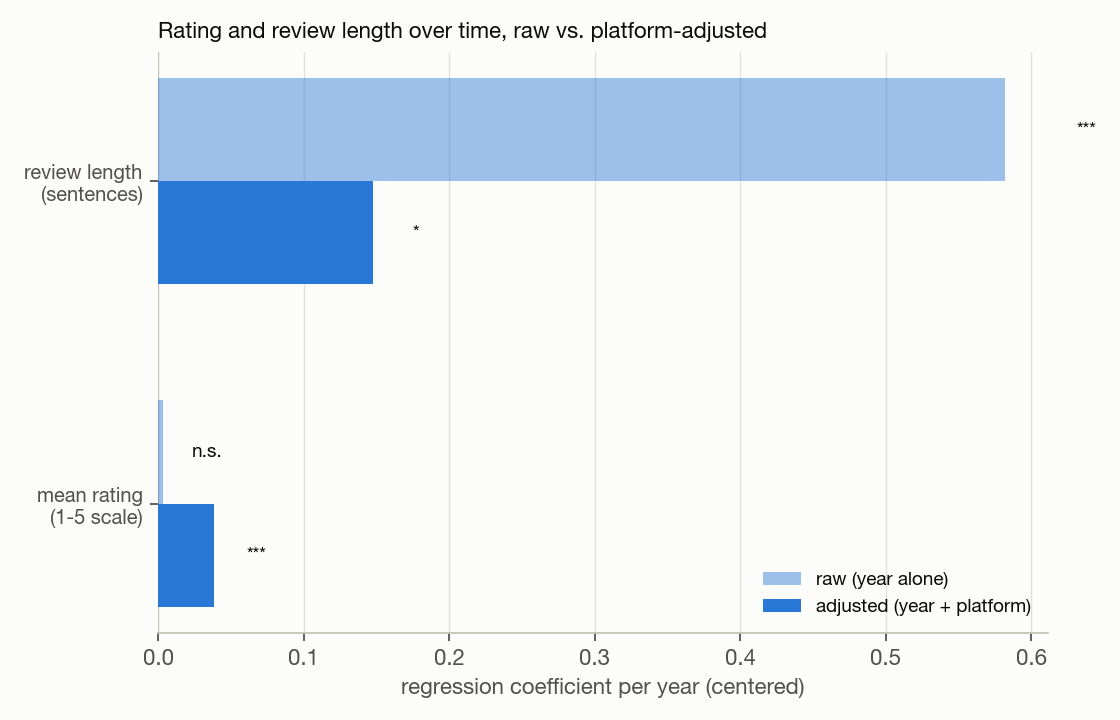 Rating and review length over time, raw vs. platform-adjusted
***
review length
(sentences)
*
n.s.
mean rating
(1-5 scale)
***
raw (year alone)
adjusted (year + platform)
0.0 0.1 0.2 0.3 0.4 0.5 0.6
regression coefficient per year (centered)